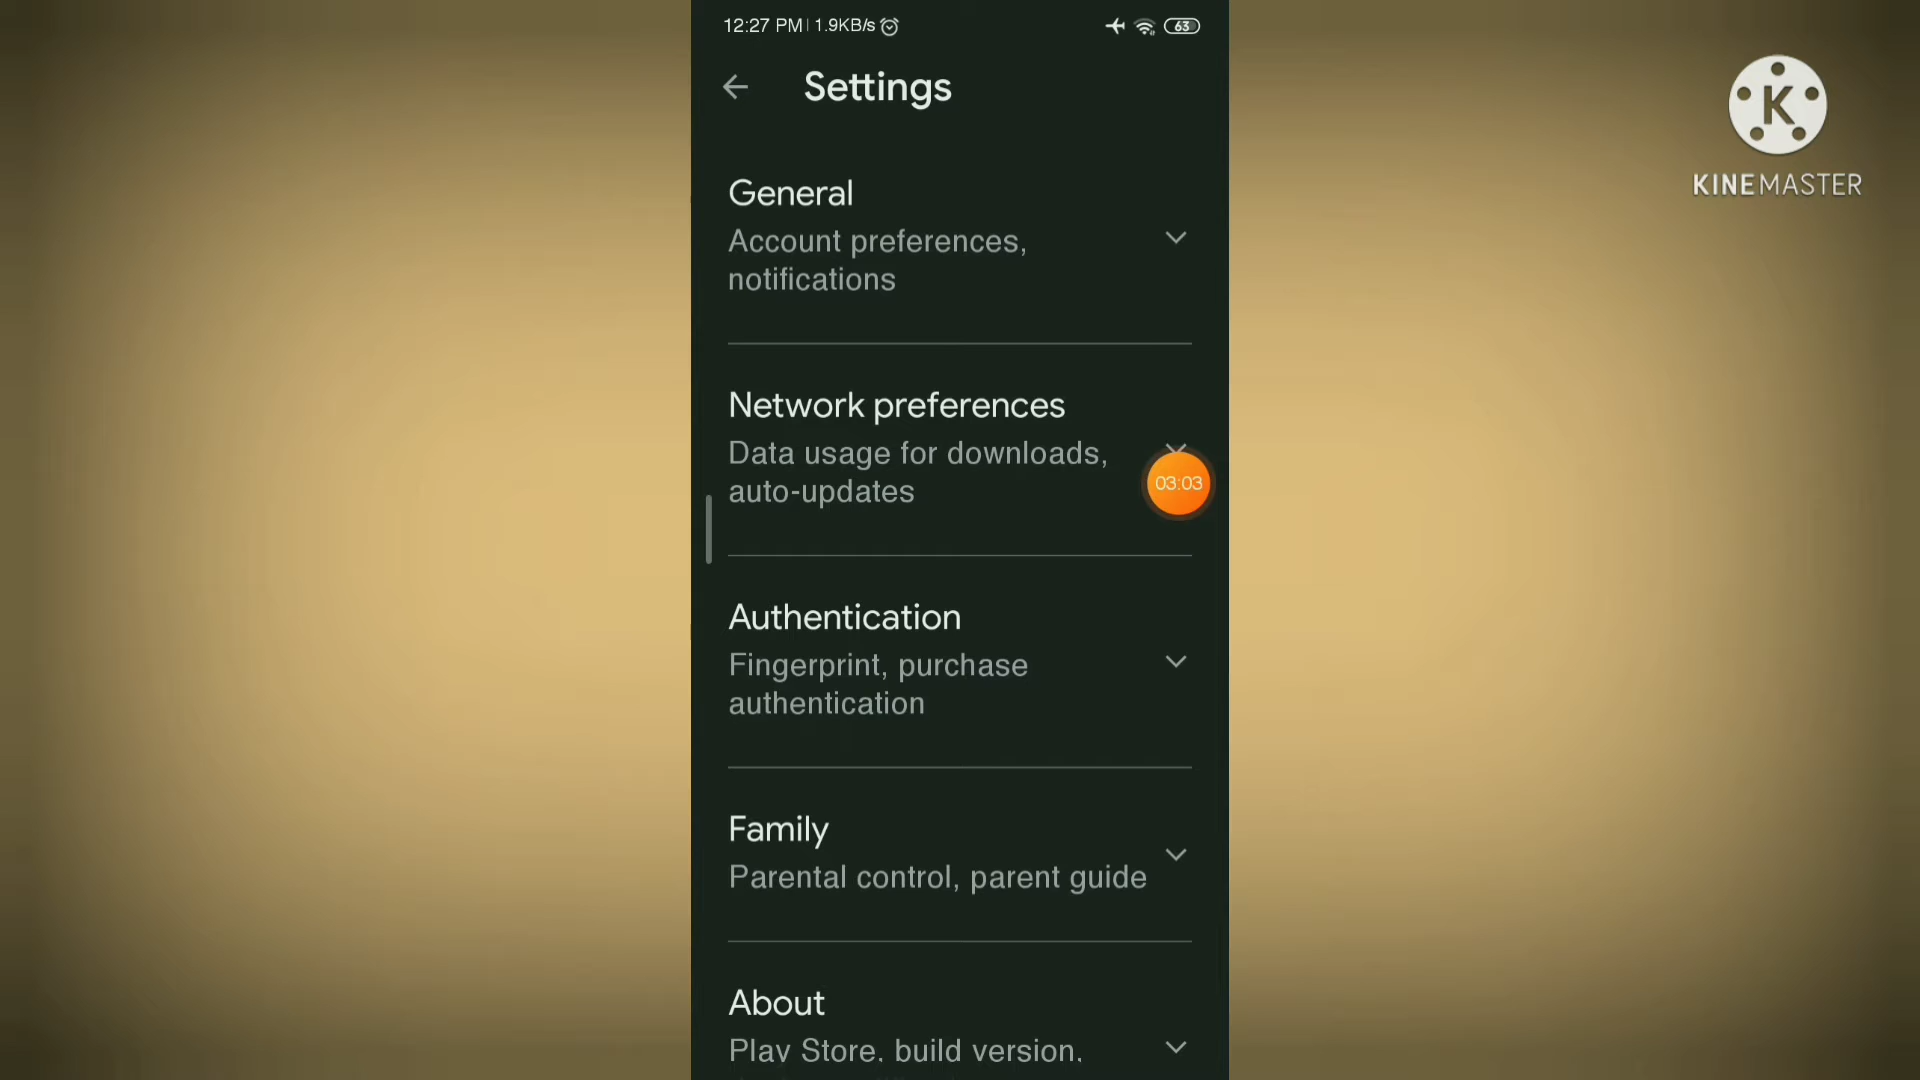 12:27 PM 1.9KB/s 63
Settings
K
KINEMASTER
General
Account preferences,
notifications
Network preferences
Data usage for downloads,
auto-updates
03:03
Authentication
Fingerprint, purchase
authentication
Family
Parental control, parent guide
About
Play Store, build version,